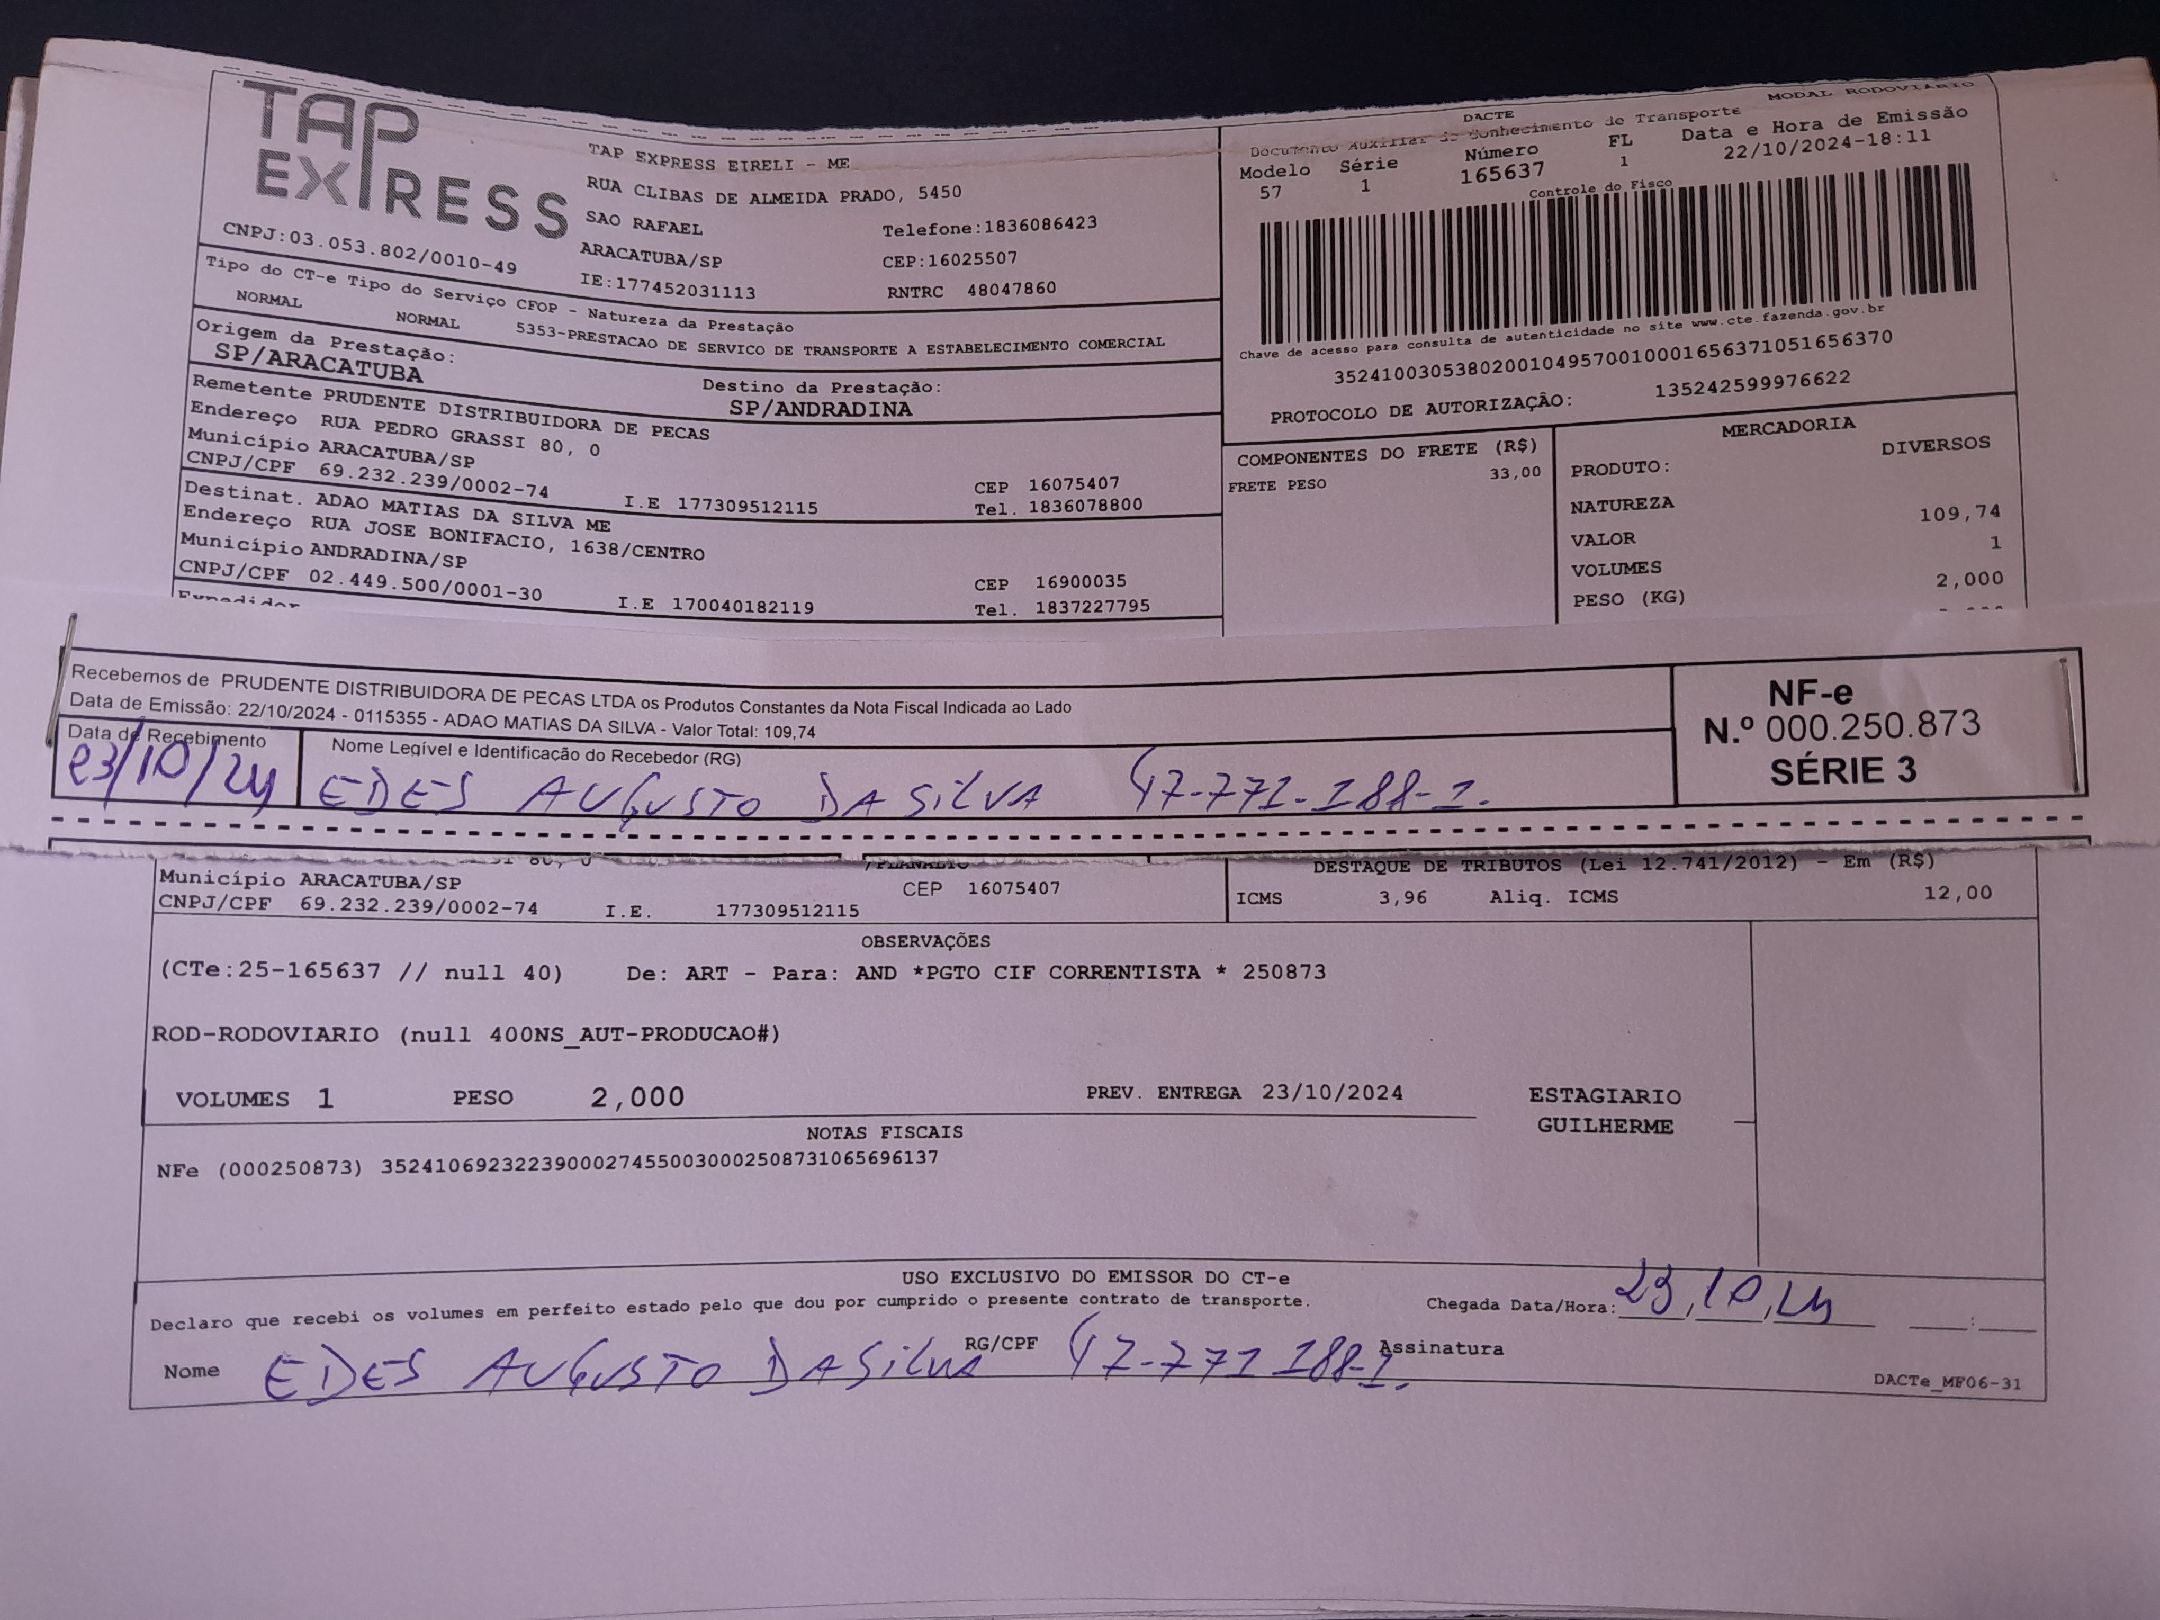 TAP
EXPRESS
CNPJ:03.053.802/0010-49
TAP EXPRESS EIRELI - ME
RUA CLIBAS DE ALMEIDA PRADO, 5450
SAO RAFAEL
Telefone:1836086423
ARACATUBA/SP
CEP:16025507
IE:177452031113
RNTRC 48047860
MODAL RODOVIARIO
DACTE
Documento Auxiliar de Conhecimento de Transporte
Modelo Série Número FL Data e Hora de Emissão
57 1 165637 1 22/10/2024-18:11
Controle do Fisco
Chave de acesso para consulta de autenticidade no site www.cte.fazenda.gov.br
35241003053802001049570010001656371051656370
PROTOCOLO DE AUTORIZAÇÃO: 135242599976622
Tipo do CT-e Tipo do Serviço CFOP - Natureza da Prestação
NORMAL NORMAL 5353-PRESTACAO DE SERVICO DE TRANSPORTE A ESTABELECIMENTO COMERCIAL
Origem da Prestação:
SP/ARACATUBA
Destino da Prestação:
SP/ANDRADINA
Remetente PRUDENTE DISTRIBUIDORA DE PECAS
Endereço RUA PEDRO GRASSI 80, 0
Município ARACATUBA/SP CEP 16075407
CNPJ/CPF 69.232.239/0002-74 I.E 177309512115 Tel. 1836078800
Destinat. ADAO MATIAS DA SILVA ME
Endereço RUA JOSE BONIFACIO, 1638/CENTRO
Município ANDRADINA/SP CEP 16900035
CNPJ/CPF 02.449.500/0001-30 I.E 170040182119 Tel. 1837227795
Expedidor
COMPONENTES DO FRETE (R$)
FRETE PESO 33,00
MERCADORIA
PRODUTO: DIVERSOS
NATUREZA
VALOR 109,74
VOLUMES 1
PESO (KG) 2,000
Recebemos de PRUDENTE DISTRIBUIDORA DE PECAS LTDA os Produtos Constantes da Nota Fiscal Indicada ao Lado
Data de Emissão: 22/10/2024 - 0115355 - ADAO MATIAS DA SILVA - Valor Total: 109,74
Data de Recebimento
23/10/24
Nome Legível e Identificação do Recebedor (RG)
EDES AUGUSTO DA SILVA 47-771-188-1.
NF-e
N.º 000.250.873
SÉRIE 3
80, 0 /PLANALTO
Município ARACATUBA/SP CEP 16075407
CNPJ/CPF 69.232.239/0002-74 I.E. 177309512115
DESTAQUE DE TRIBUTOS (Lei 12.741/2012) - Em (R$)
ICMS 3,96 Aliq. ICMS 12,00
OBSERVAÇÕES
(CTe:25-165637 // null 40) De: ART - Para: AND *PGTO CIF CORRENTISTA * 250873
ROD-RODOVIARIO (null 400NS_AUT-PRODUCAO#)
VOLUMES 1 PESO 2,000 PREV. ENTREGA 23/10/2024
ESTAGIARIO
GUILHERME
NOTAS FISCAIS
NFe (000250873) 35241069232239000274550030002508731065696137
USO EXCLUSIVO DO EMISSOR DO CT-e
Declaro que recebi os volumes em perfeito estado pelo que dou por cumprido o presente contrato de transporte.
Chegada Data/Hora: 23,10,24 :
Nome EDES AUGUSTO DA SILVA RG/CPF 47-771 188-1. Assinatura
DACTe_MF06-31